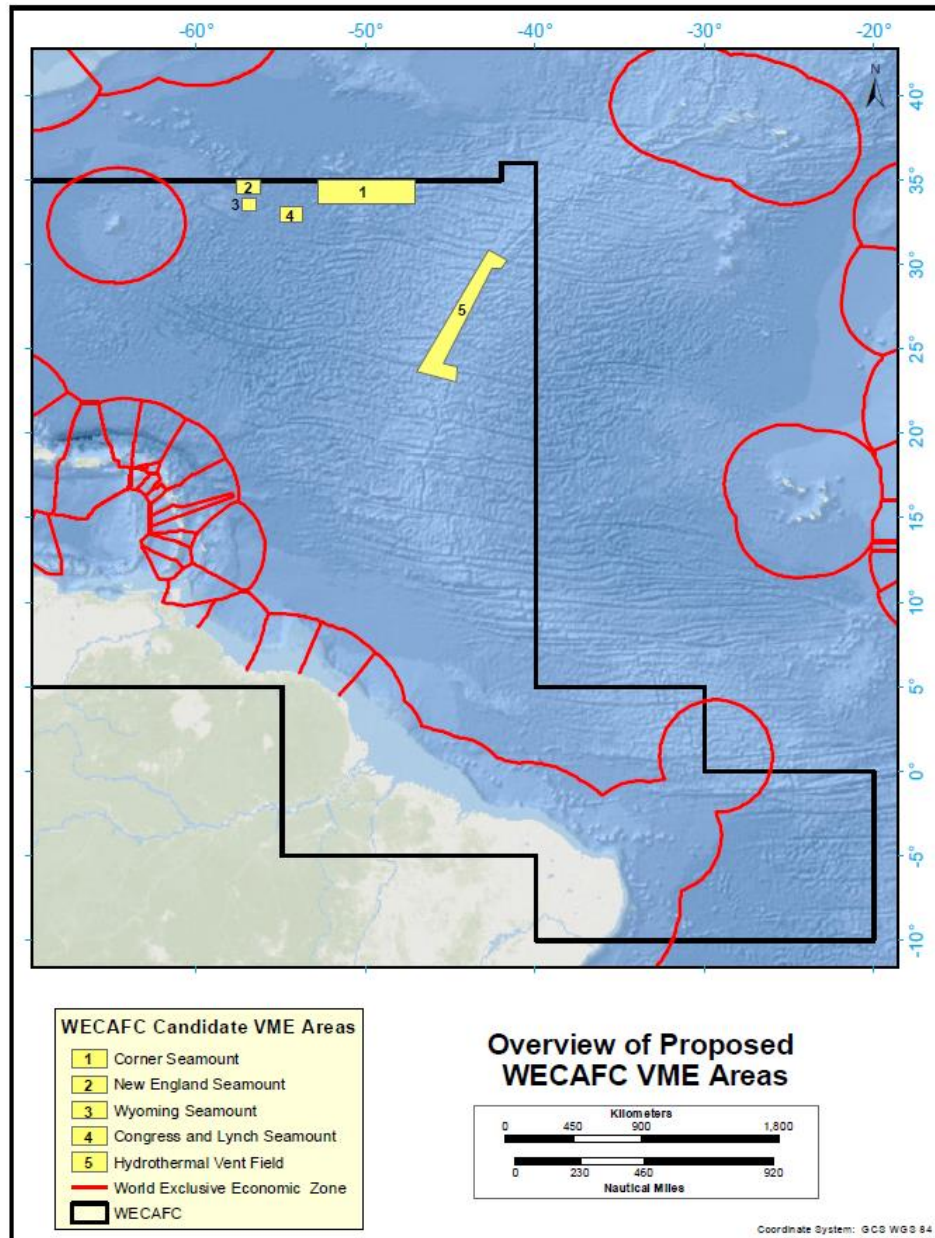 -60° -50° -40° -30° -20°
N
40°
35°
30°
25°
20°
15°
10°
5°
0°
-5°
-10°
2
1
3
4
5
WECAFC Candidate VME Areas
1 Corner Seamount
2 New England Seamount
3 Wyoming Seamount
4 Congress and Lynch Seamount
5 Hydrothermal Vent Field
World Exclusive Economic Zone
WECAFC
Overview of Proposed
WECAFC VME Areas
Kilometers
0 450 900 1,800
0 230 460 920
Nautical Miles
Coordinate System: GCS WGS 84